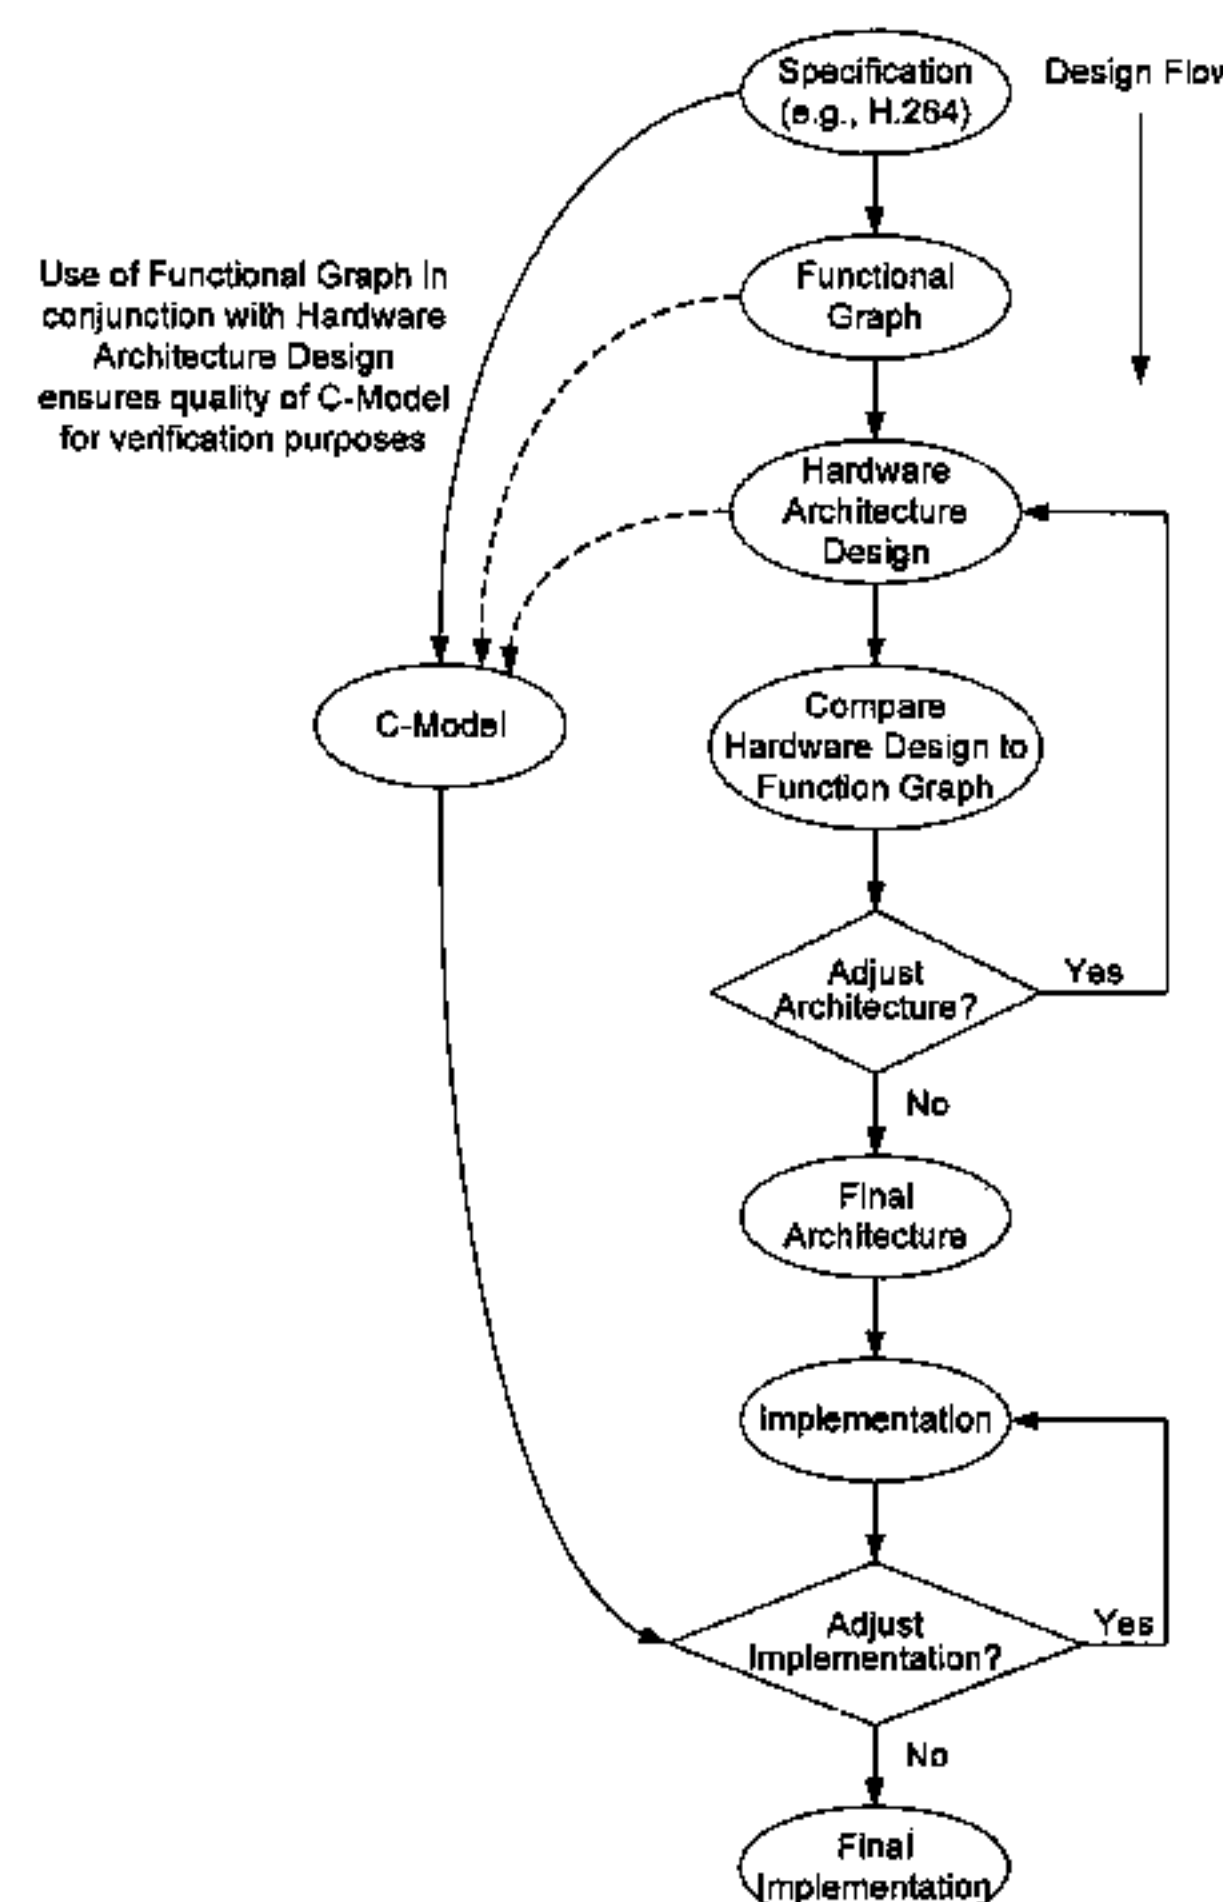 Specification
(e.g., H.264)
Design Flow
Functional
Graph
Use of Functional Graph in
conjunction with Hardware
Architecture Design
ensures quality of C-Model
for verification purposes
Hardware
Architecture
Design
C-Model
Compare
Hardware Design to
Function Graph
Adjust
Architecture?
Yes
No
Final
Architecture
Implementation
Adjust
Implementation?
Yes
No
Final
Implementation